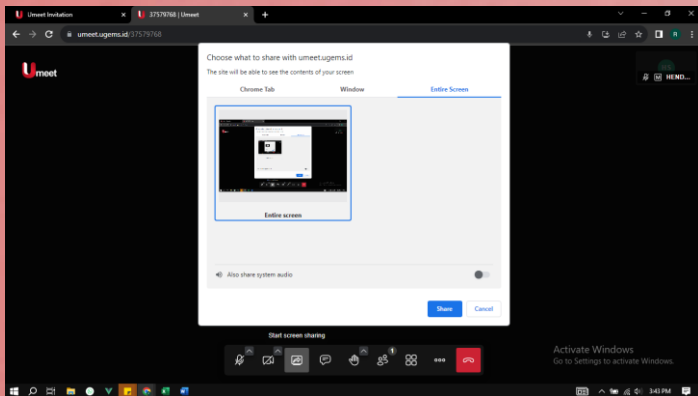 Umeet Invitation
37579768 | Umeet
umeet.ugems.id/37579768
Umeet
HEND...
Choose what to share with umeet.ugems.id
The site will be able to see the contents of your screen
Chrome Tab
Window
Entire Screen
Entire screen
Also share system audio
Share
Cancel
Start screen sharing
1
Activate Windows
Go to Settings to activate Windows.
3:43 PM